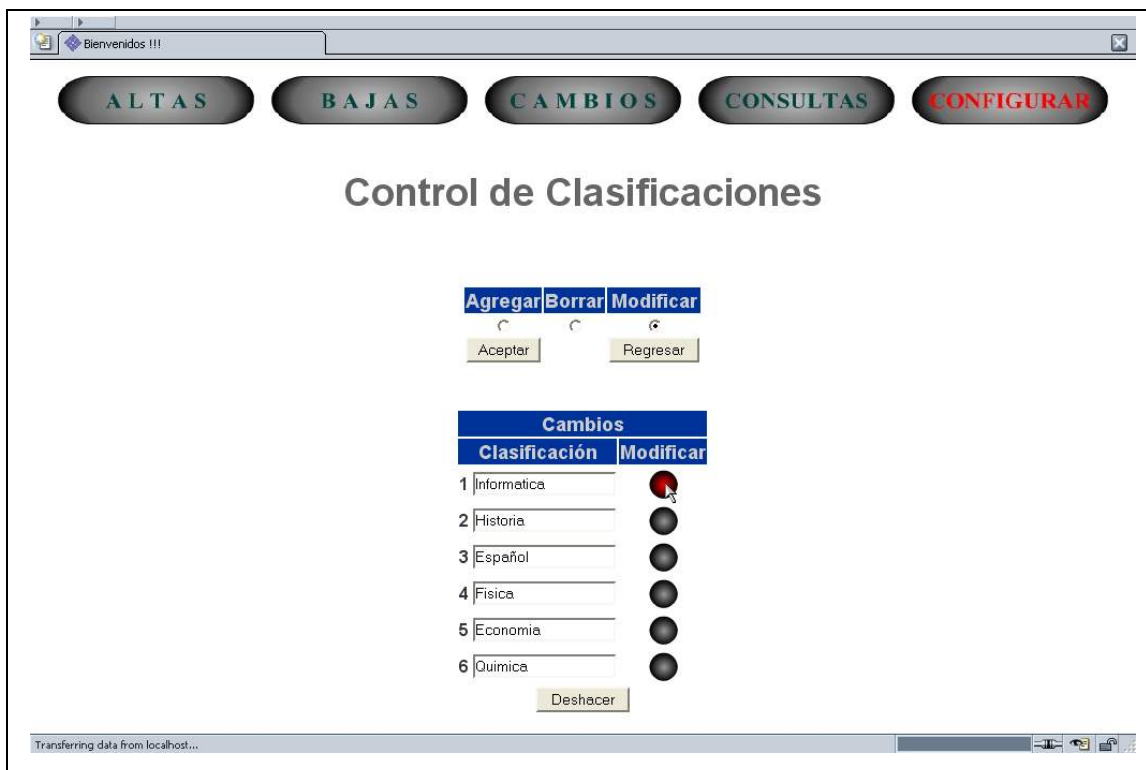 Bienvenidos !!!
ALTAS BAJAS CAMBIOS CONSULTAS CONFIGURAR
Control de Clasificaciones
Agregar Borrar Modificar
Aceptar Regresar
Cambios
Clasificación Modificar
1 Informatica
2 Historia
3 Español
4 Fisica
5 Economia
6 Quimica
Deshacer
Transferring data from localhost...